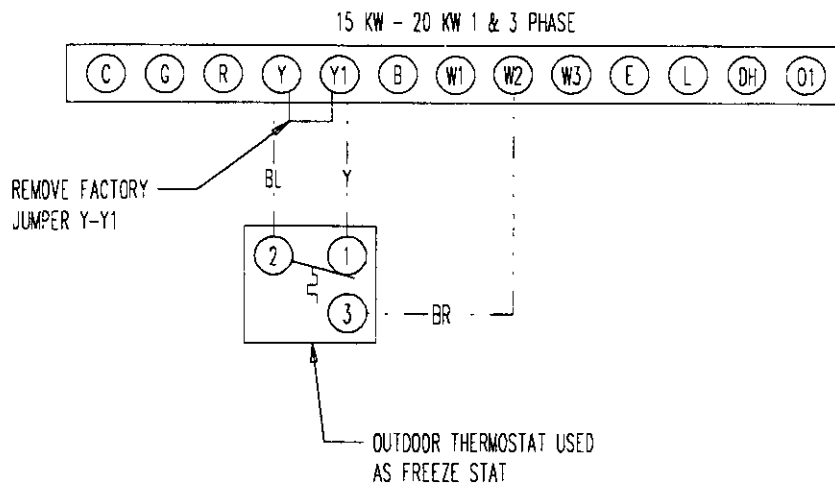 15 KW - 20 KW 1 & 3 PHASE
C G R Y Y1 B W1 W2 W3 E L DH O1
REMOVE FACTORY
JUMPER Y-Y1
BL Y
2 1
3 BR
OUTDOOR THERMOSTAT USED
AS FREEZE STAT